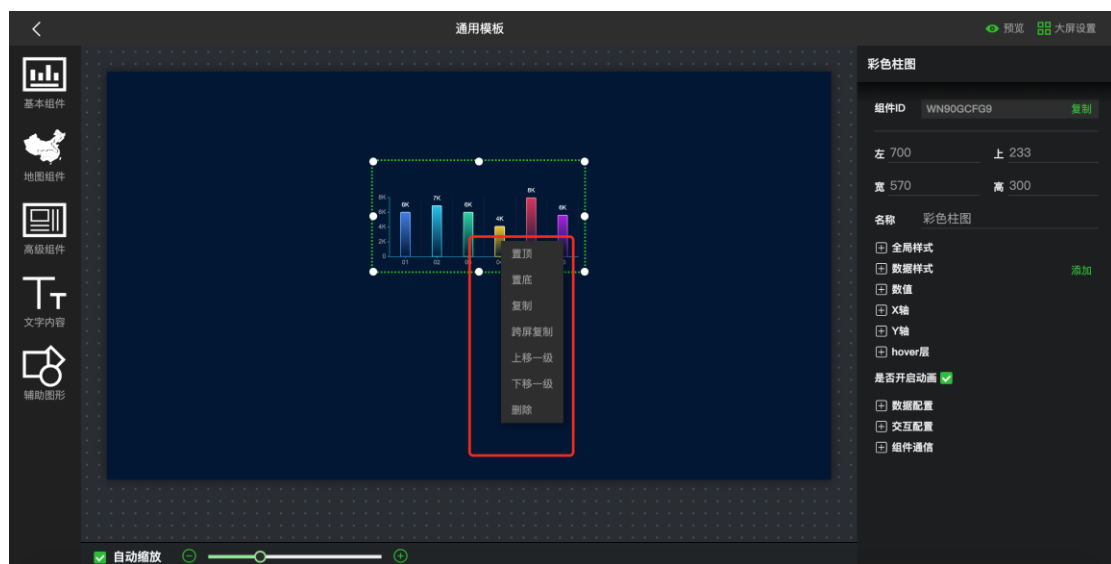 通用模板
预览
大屏设置
基本组件
地图组件
高级组件
文字内容
辅助图形
8K
6K
4K
2K
0
6K
7K
6K
4K
8K
6K
01
02
置顶
置底
复制
跨屏复制
上移一级
下移一级
删除
自动缩放
彩色柱图
组件ID WN90GCFG9 复制
左 700 上 233
宽 570 高 300
名称 彩色柱图
全局样式
数据样式 添加
数值
X轴
Y轴
hover层
是否开启动画
数据配置
交互配置
组件通信